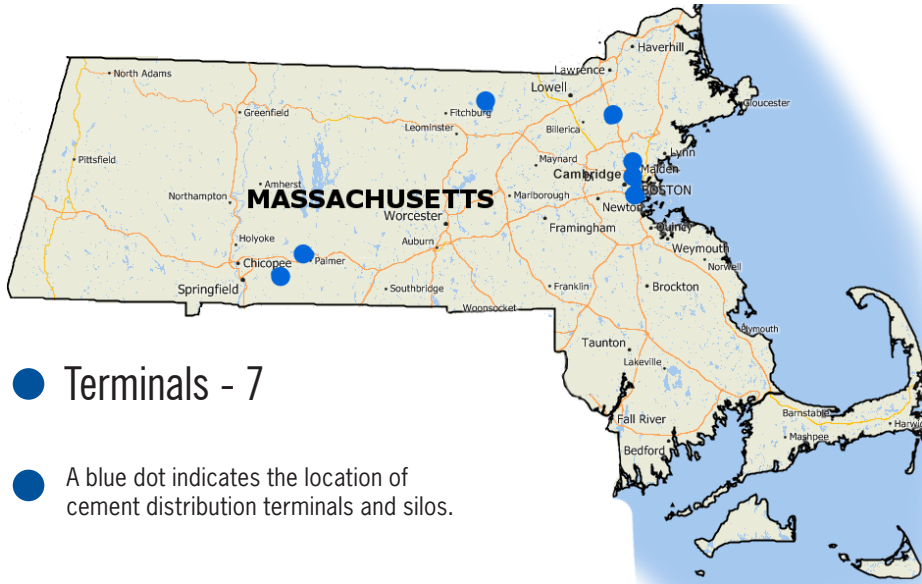 Haverhill
Lawrence
North Adams
Lowell
Gloucester
Greenfield
Fitchburg
Leominster
Billerica
Lynn
Pittsfield
Maynard
Malden
Cambridge
Amherst
BOSTON
MASSACHUSETTS
Northampton
Marlborough
Newton
Worcester
Framingham
Quincy
Holyoke
Auburn
Weymouth
Chicopee
Palmer
Norwell
Springfield
Southbridge
Franklin
Brockton
Woonsocket
Plymouth
Taunton
Lakeville
Terminals - 7
Barnstable
Fall River
Harwic
Mashpee
Bedford
A blue dot indicates the location of
cement distribution terminals and silos.